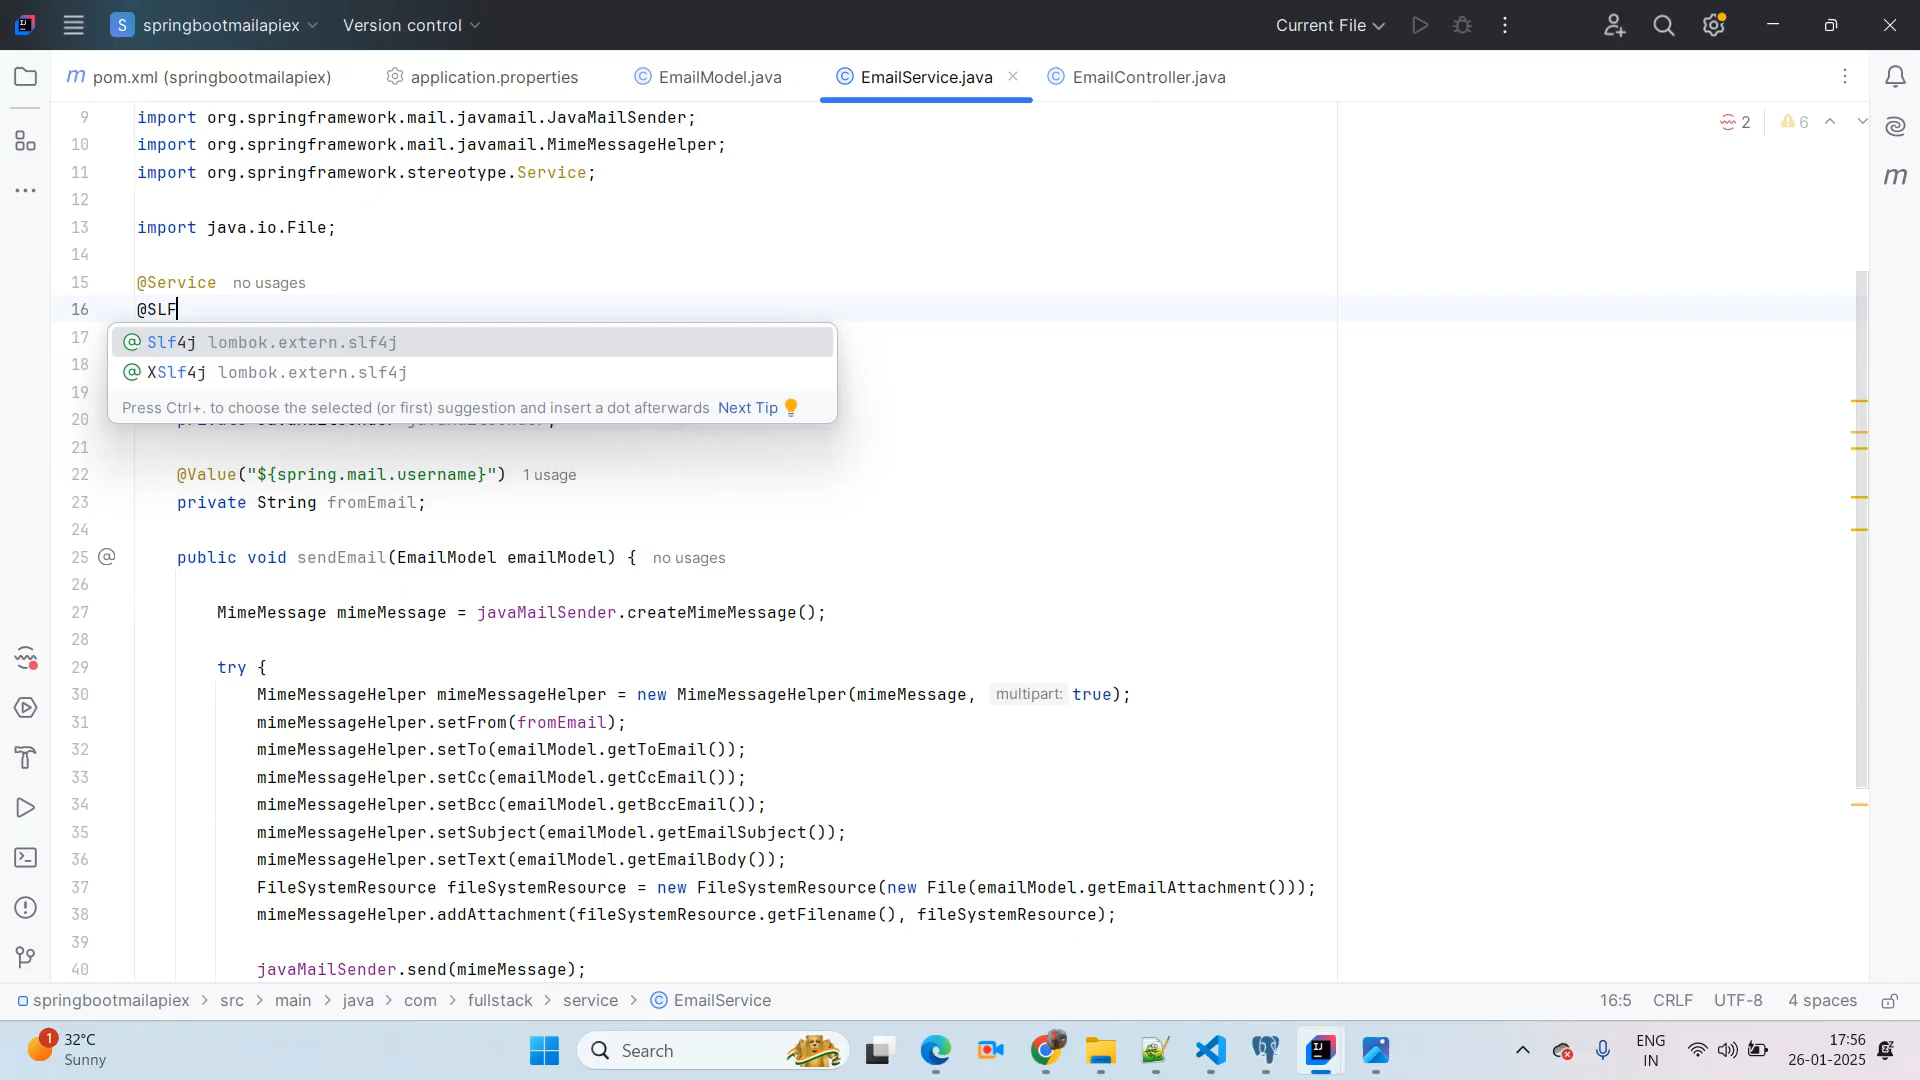 S springbootmailapiex Version control Current File
m pom.xml (springbootmailapiex) application.properties EmailModel.java EmailService.java EmailController.java
9 import org.springframework.mail.javamail.JavaMailSender;
10 import org.springframework.mail.javamail.MimeMessageHelper;
11 import org.springframework.stereotype.Service;
12
13 import java.io.File;
14
15 @Service no usages
16 @SLF
17 Slf4j lombok.extern.slf4j
18 XSlf4j lombok.extern.slf4j
19 Press Ctrl+. to choose the selected (or first) suggestion and insert a dot afterwards Next Tip
20
21
22 @Value("${spring.mail.username}") 1 usage
23 private String fromEmail;
24
25 public void sendEmail(EmailModel emailModel) { no usages
26
27 MimeMessage mimeMessage = javaMailSender.createMimeMessage();
28
29 try {
30 MimeMessageHelper mimeMessageHelper = new MimeMessageHelper(mimeMessage, multipart: true);
31 mimeMessageHelper.setFrom(fromEmail);
32 mimeMessageHelper.setTo(emailModel.getToEmail());
33 mimeMessageHelper.setCc(emailModel.getCcEmail());
34 mimeMessageHelper.setBcc(emailModel.getBccEmail());
35 mimeMessageHelper.setSubject(emailModel.getEmailSubject());
36 mimeMessageHelper.setText(emailModel.getEmailBody());
37 FileSystemResource fileSystemResource = new FileSystemResource(new File(emailModel.getEmailAttachment()));
38 mimeMessageHelper.addAttachment(fileSystemResource.getFilename(), fileSystemResource);
39
40 javaMailSender.send(mimeMessage);
2 6
springbootmailapiex > src > main > java > com > fullstack > service > EmailService 16:5 CRLF UTF-8 4 spaces
1 32°C Sunny Search ENG IN 17:56 26-01-2025